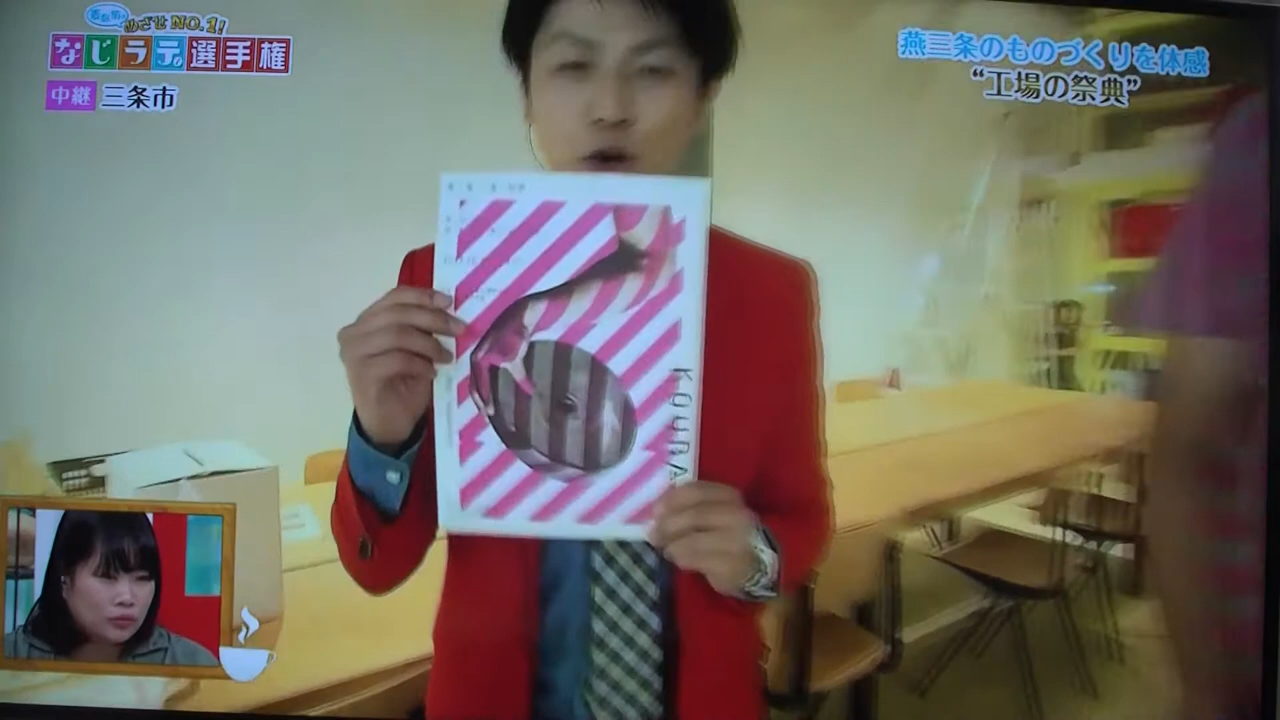 めざせNO.1!
なじラテ。選手権
中継 三条市
燕三条のものづくりを体感
“工場の祭典”
KOUBA